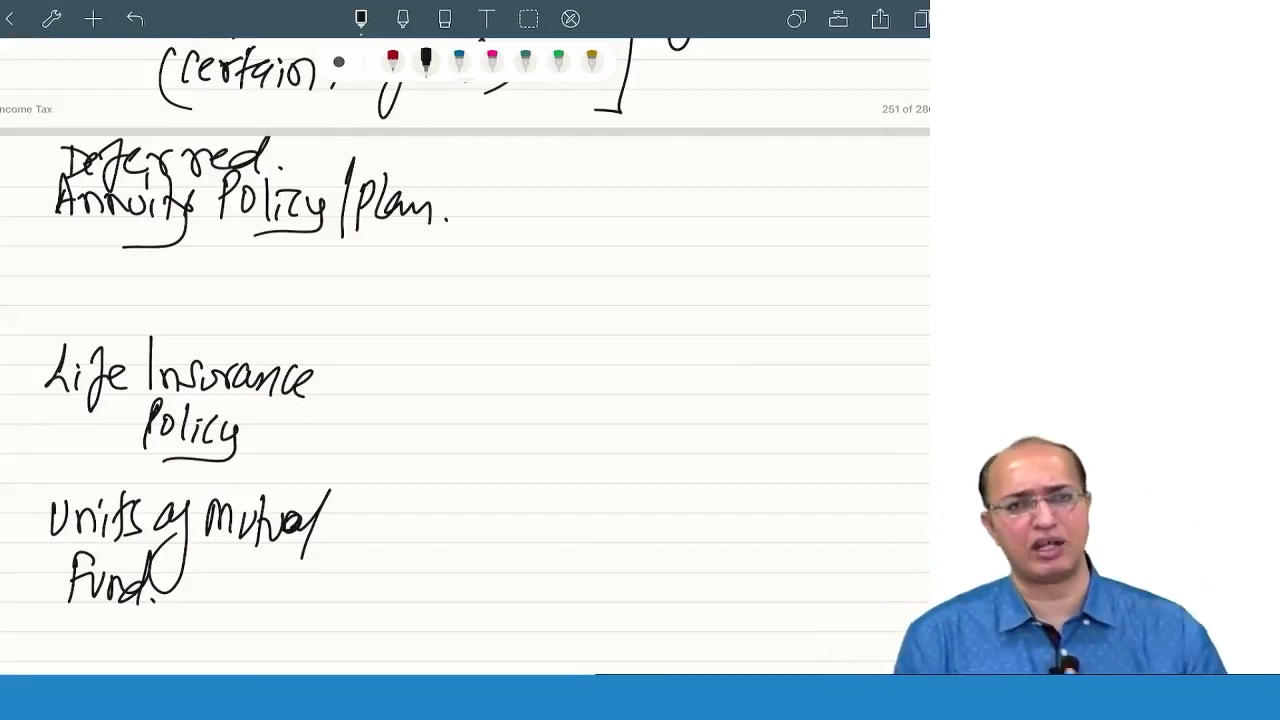 (certain
ncome Tax
251 of 28
Deferred.
Annuity Policy/Plan.
Life Insurance
Policy
Units of Mutual
Fund.